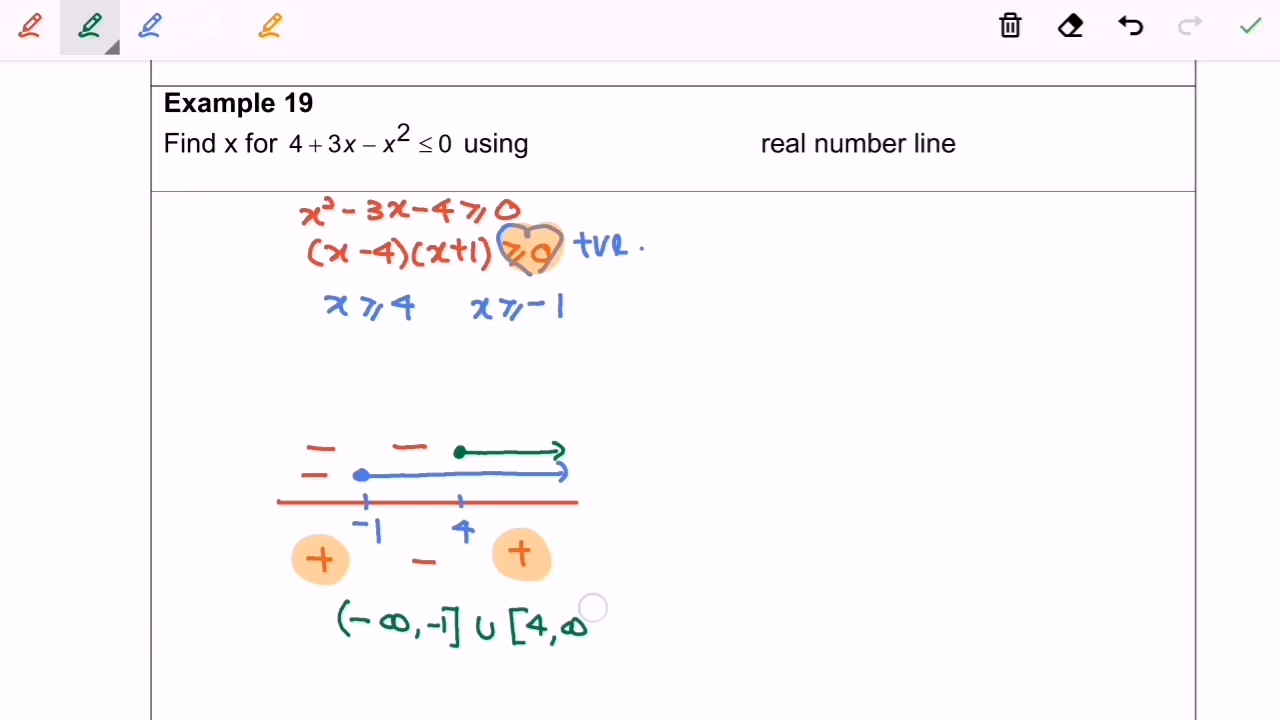 Example 19
Find x for 4 + 3x − x² ≤ 0 using real number line
x² - 3x - 4 ≥ 0
(x - 4)(x + 1) ≥ 0 +ve .
x ≥ 4 x ≥ -1
− −
−
-1 4
+ − +
(-∞, -1] ∪ [4, ∞